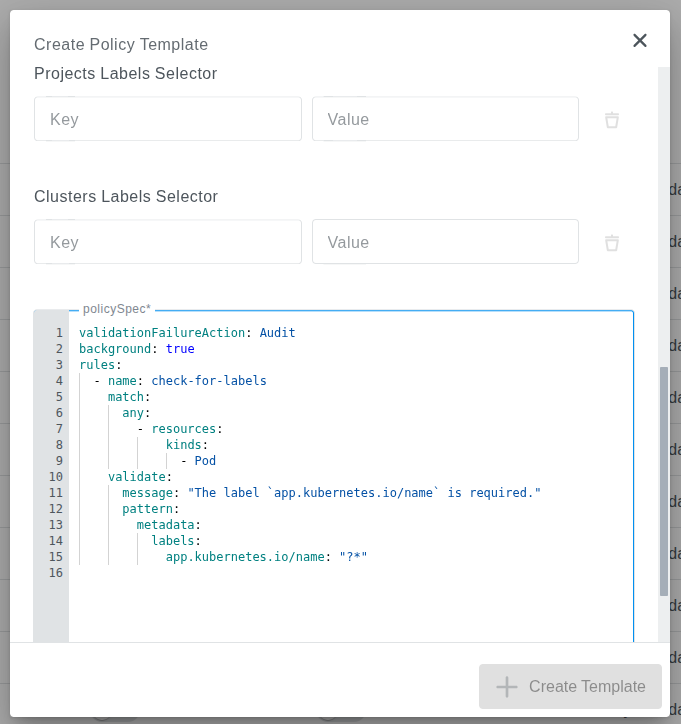 Create Policy Template
Projects Labels Selector
Key
Value
Clusters Labels Selector
Key
Value
policySpec*
1 validationFailureAction: Audit
2 background: true
3 rules:
4   - name: check-for-labels
5     match:
6       any:
7         - resources:
8             kinds:
9               - Pod
10     validate:
11       message: "The label `app.kubernetes.io/name` is required."
12       pattern:
13         metadata:
14           labels:
15             app.kubernetes.io/name: "?*"
16
Create Template